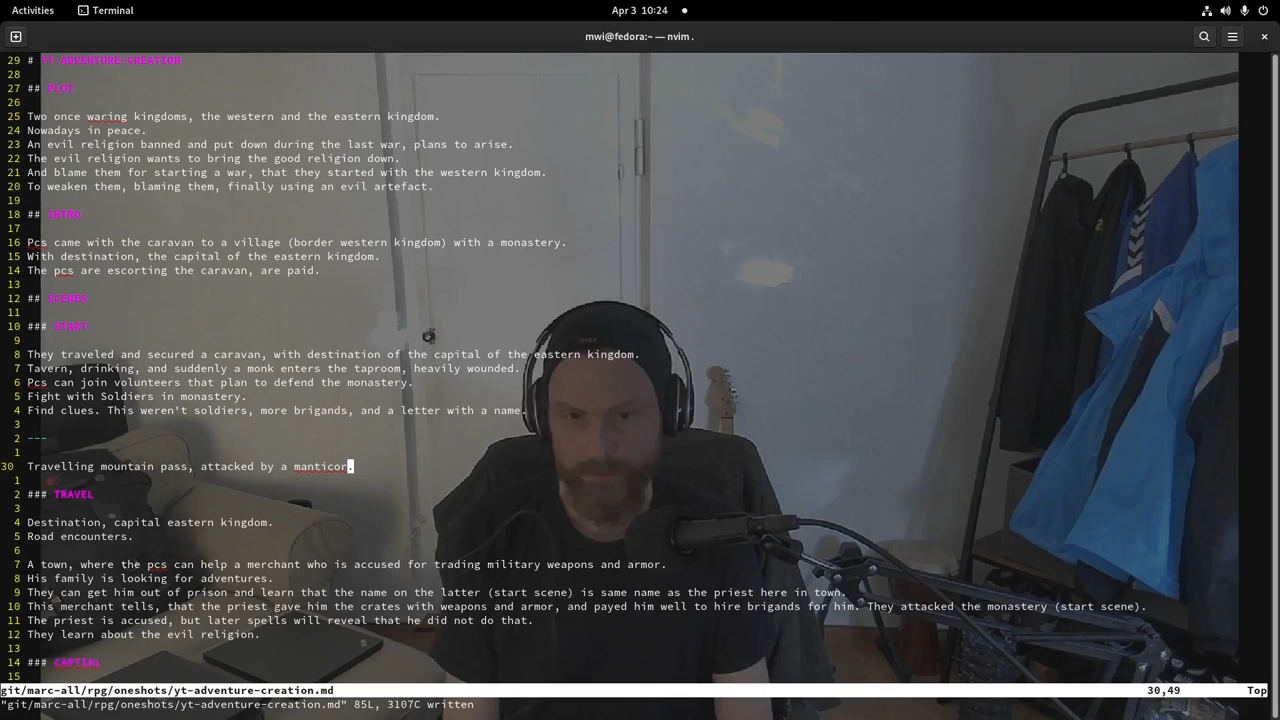 Activities Terminal Apr 3 10:24
mwi@fedora:~ — nvim .
29 # YT-ADVENTURE-CREATION
28
27 ## PLOT
26
25 Two once waring kingdoms, the western and the eastern kingdom.
24 Nowadays in peace.
23 An evil religion banned and put down during the last war, plans to arise.
22 The evil religion wants to bring the good religion down.
21 And blame them for starting a war, that they started with the western kingdom.
20 To weaken them, blaming them, finally using an evil artefact.
19
18 ## INTRO
17
16 Pcs came with the caravan to a village (border western kingdom) with a monastery.
15 With destination, the capital of the eastern kingdom.
14 The pcs are escorting the caravan, are paid.
13
12 ## SCENES
11
10 ### START
9
8 They traveled and secured a caravan, with destination of the capital of the eastern kingdom.
7 Tavern, drinking, and suddenly a monk enters the taproom, heavily wounded.
6 Pcs can join volunteers that plan to defend the monastery.
5 Fight with Soldiers in monastery.
4 Find clues. This weren't soldiers, more brigands, and a letter with a name.
3
2 ---
1
30 Travelling mountain pass, attacked by a manticor.
1
2 ### TRAVEL
3
4 Destination, capital eastern kingdom.
5 Road encounters.
6
7 A town, where the pcs can help a merchant who is accused for trading military weapons and armor.
8 His family is looking for adventures.
9 They can get him out of prison and learn that the name on the latter (start scene) is same name as the priest here in town.
10 This merchant tells, that the priest gave him the crates with weapons and armor, and payed him well to hire brigands for him. They attacked the monastery (start scene).
11 The priest is accused, but later spells will reveal that he did not do that.
12 They learn about the evil religion.
13
14 ### CAPTIAL
15
git/marc-all/rpg/oneshots/yt-adventure-creation.md 30,49 Top
"git/marc-all/rpg/oneshots/yt-adventure-creation.md" 85L, 3107C written